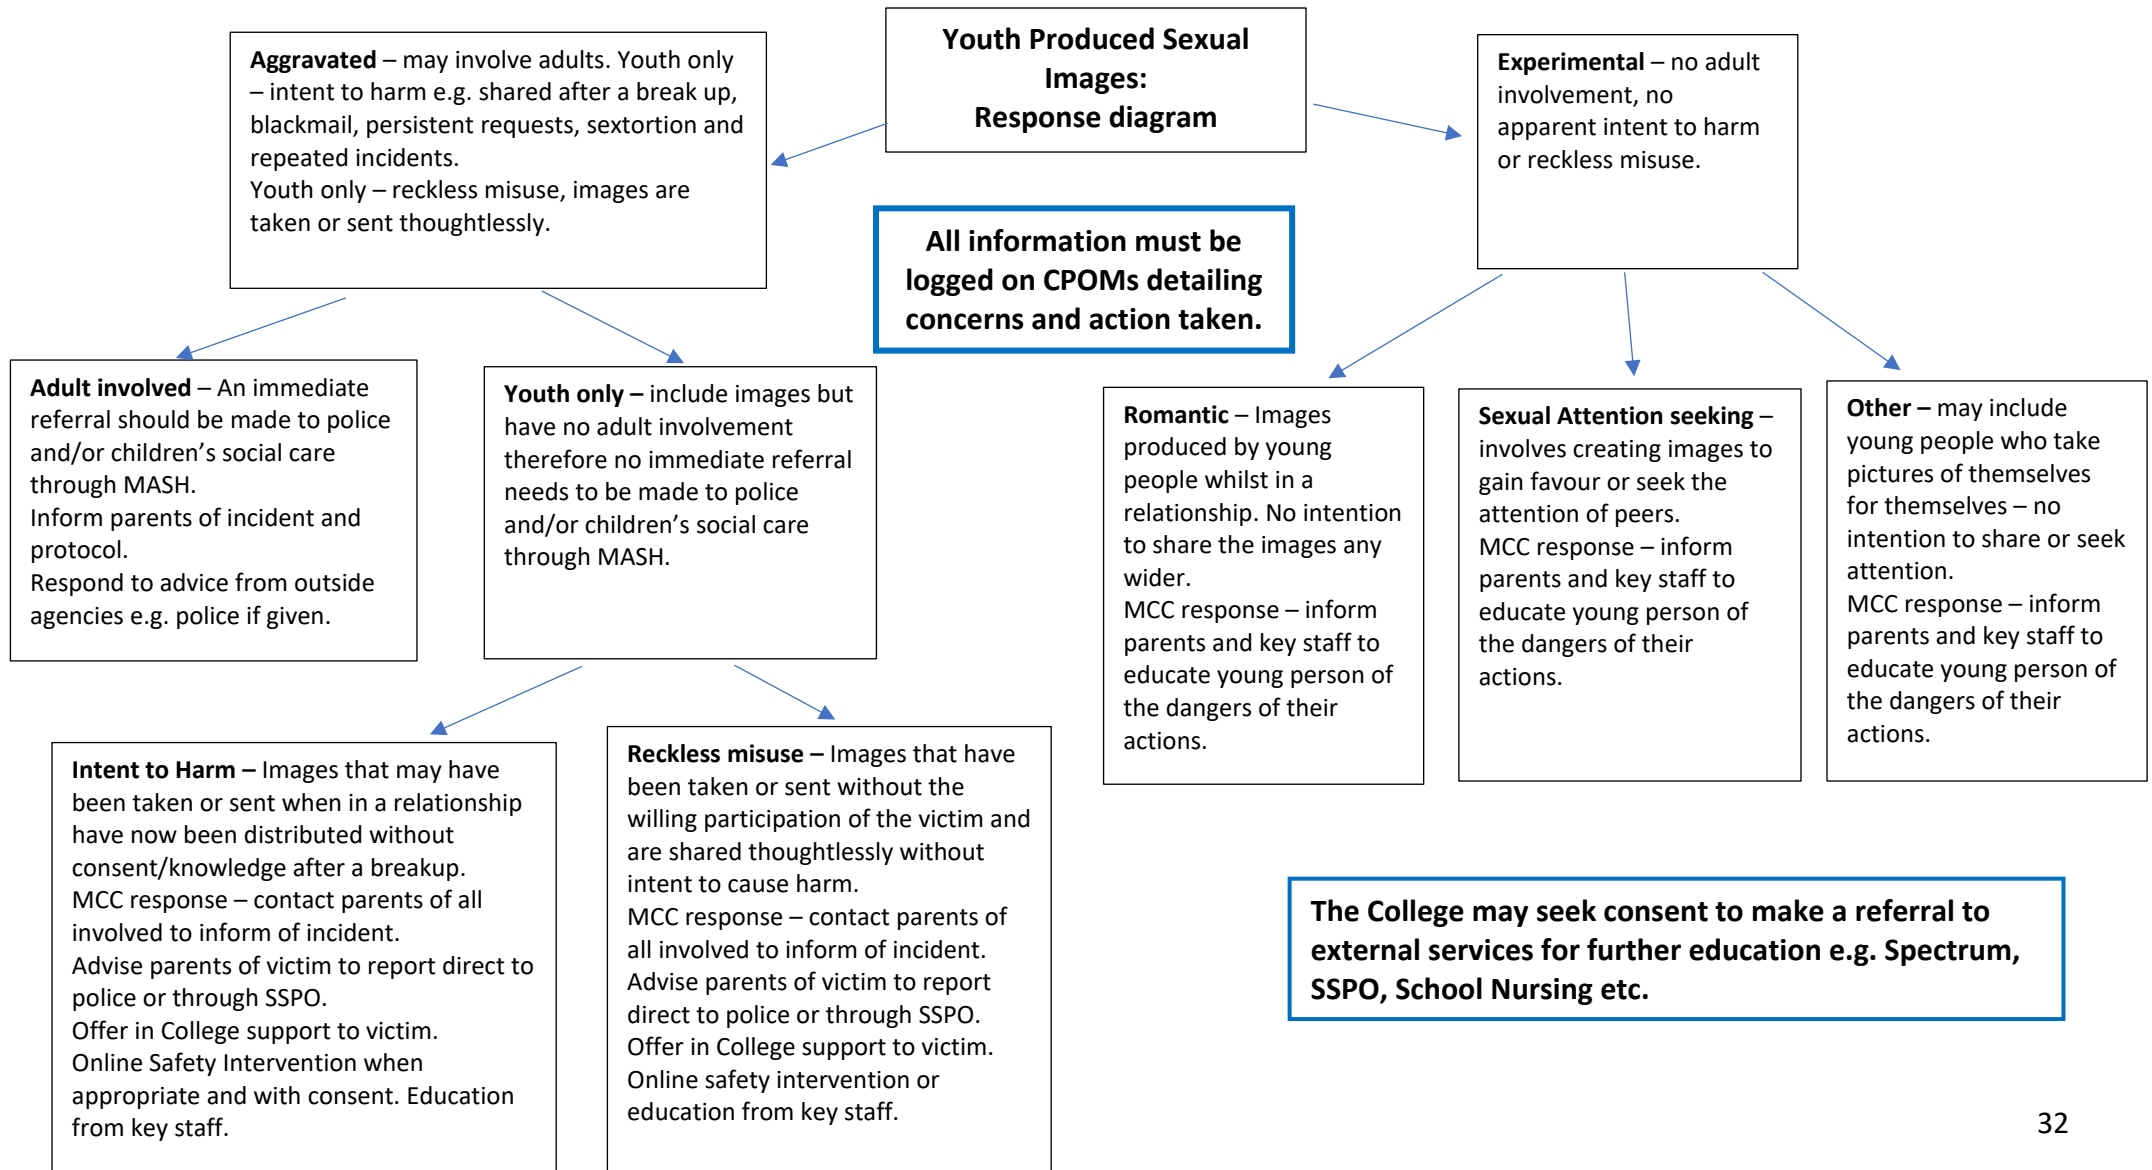 Youth Produced Sexual
Images:
Response diagram
Aggravated – may involve adults. Youth only
– intent to harm e.g. shared after a break up,
blackmail, persistent requests, sextortion and
repeated incidents.
Youth only – reckless misuse, images are
taken or sent thoughtlessly.
Experimental – no adult
involvement, no
apparent intent to harm
or reckless misuse.
All information must be
logged on CPOMs detailing
concerns and action taken.
Adult involved – An immediate
referral should be made to police
and/or children’s social care
through MASH.
Inform parents of incident and
protocol.
Respond to advice from outside
agencies e.g. police if given.
Youth only – include images but
have no adult involvement
therefore no immediate referral
needs to be made to police
and/or children’s social care
through MASH.
Romantic – Images
produced by young
people whilst in a
relationship. No intention
to share the images any
wider.
MCC response – inform
parents and key staff to
educate young person of
the dangers of their
actions.
Sexual Attention seeking –
involves creating images to
gain favour or seek the
attention of peers.
MCC response – inform
parents and key staff to
educate young person of
the dangers of their
actions.
Other – may include
young people who take
pictures of themselves
for themselves – no
intention to share or seek
attention.
MCC response – inform
parents and key staff to
educate young person of
the dangers of their
actions.
Intent to Harm – Images that may have
been taken or sent when in a relationship
have now been distributed without
consent/knowledge after a breakup.
MCC response – contact parents of all
involved to inform of incident.
Advise parents of victim to report direct to
police or through SSPO.
Offer in College support to victim.
Online Safety Intervention when
appropriate and with consent. Education
from key staff.
Reckless misuse – Images that have
been taken or sent without the
willing participation of the victim and
are shared thoughtlessly without
intent to cause harm.
MCC response – contact parents of
all involved to inform of incident.
Advise parents of victim to report
direct to police or through SSPO.
Offer in College support to victim.
Online safety intervention or
education from key staff.
The College may seek consent to make a referral to
external services for further education e.g. Spectrum,
SSPO, School Nursing etc.
32